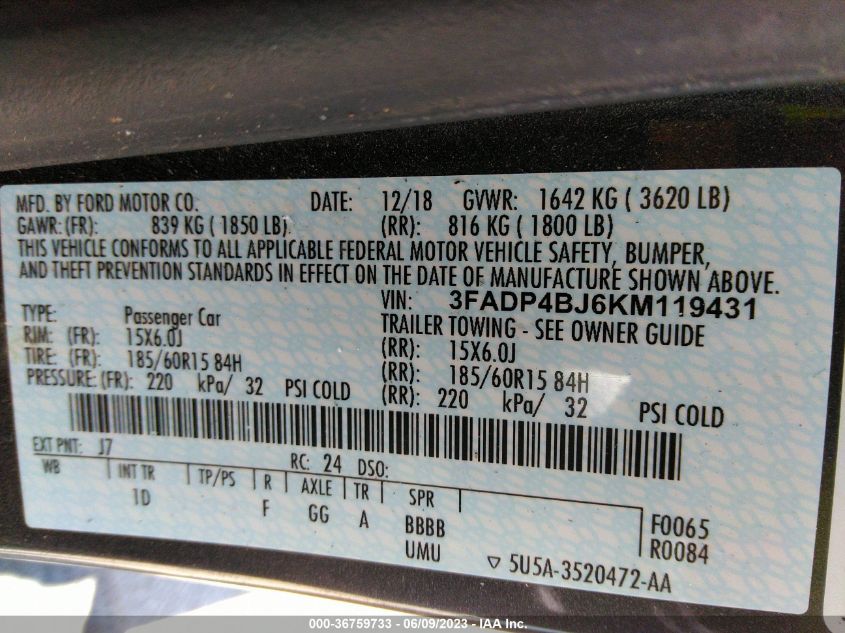 MFD. BY FORD MOTOR CO. DATE: 12/18 GVWR: 1642 KG ( 3620 LB)
GAWR: (FR): 839 KG ( 1850 LB). (RR): 816 KG ( 1800 LB)
THIS VEHICLE CONFORMS TO ALL APPLICABLE FEDERAL MOTOR VEHICLE SAFETY, BUMPER,
AND THEFT PREVENTION STANDARDS IN EFFECT ON THE DATE OF MANUFACTURE SHOWN ABOVE.
VIN: 3FADP4BJ6KM119431
TYPE: Passenger Car TRAILER TOWING - SEE OWNER GUIDE
RIM: (FR): 15X6.0J (RR): 15X6.0J
TIRE: (FR): 185/60R15 84H (RR): 185/60R15 84H
PRESSURE: (FR): 220 kPa/ 32 PSI COLD (RR): 220 kPa/ 32 PSI COLD
EXT PNT: J7 RC: 24 DSO:
WB INT TR TP/PS R AXLE TR SPR
1D F GG A BBBB F0065
UMU R0084
5U5A-3520472-AA
000-36759733 - 06/09/2023 - IAAI.COM